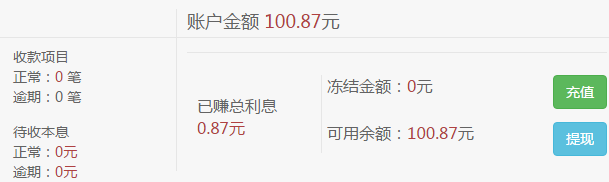 账户金额 100.87元
收款项目
正常：0 笔
逾期：0 笔
待收本息
正常：0元
逾期：0元
已赚总利息
0.87元
冻结金额：0元
充值
可用余额：100.87元
提现